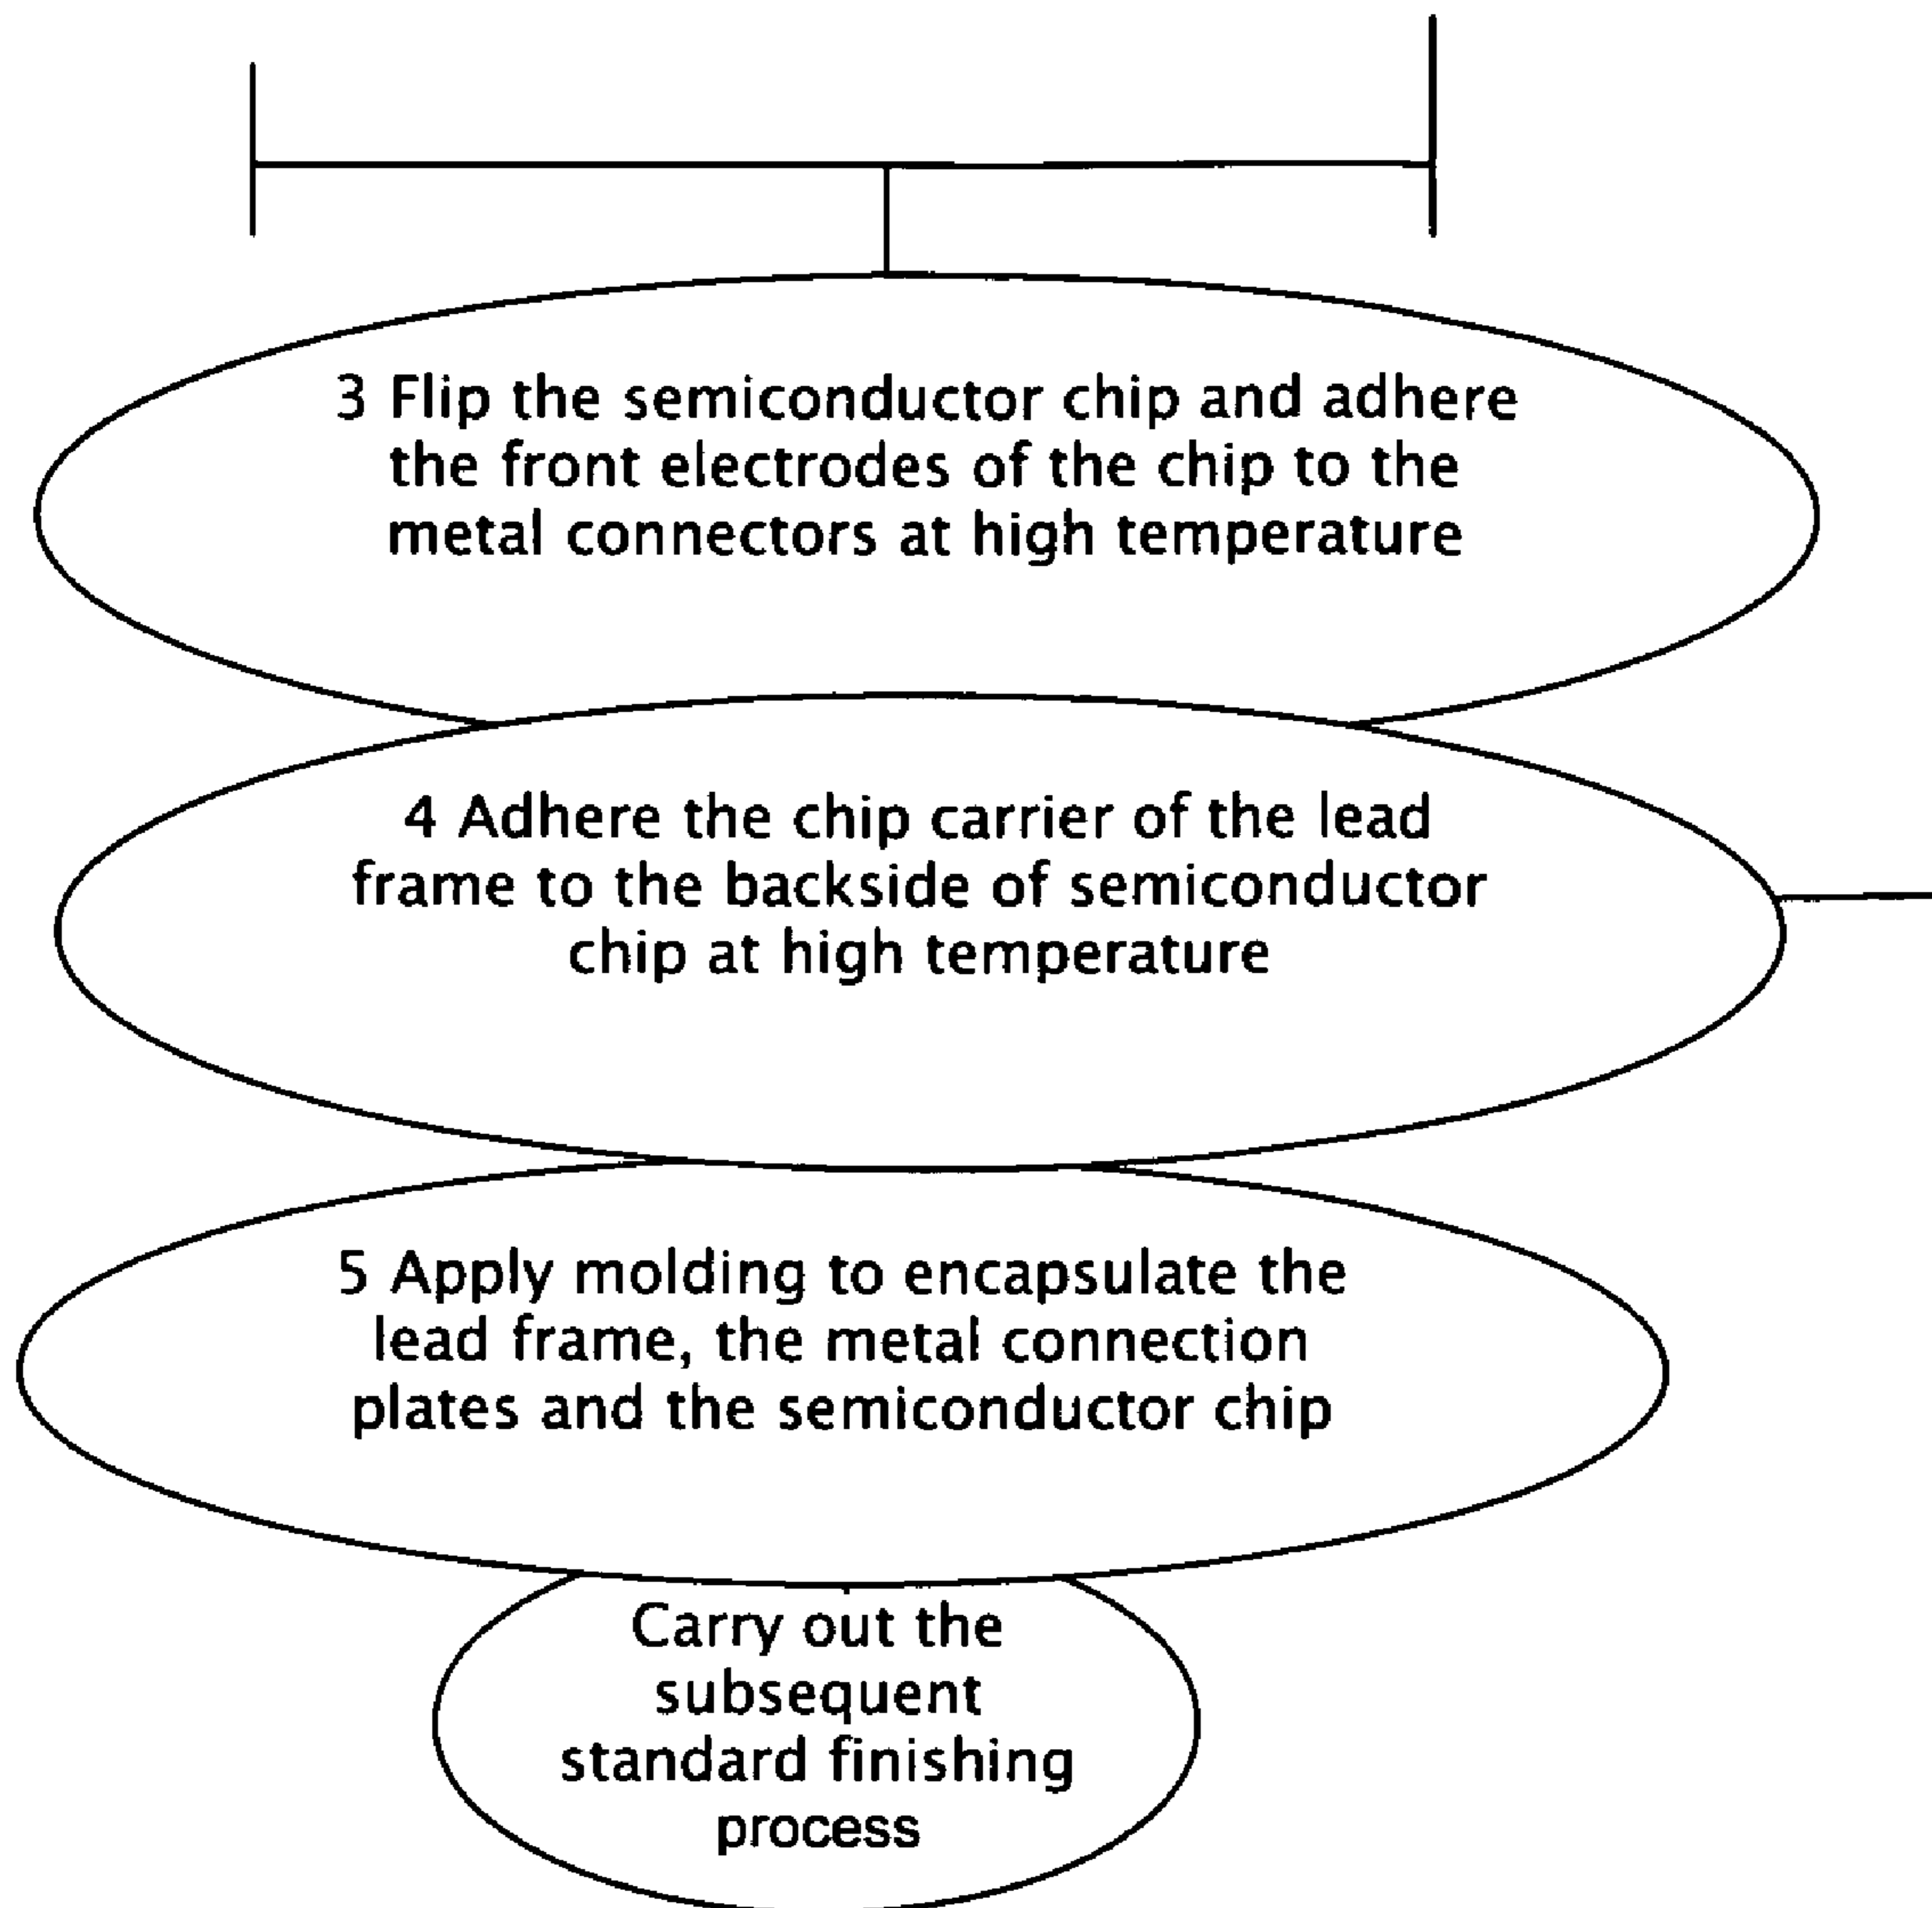 3 Flip the semiconductor chip and adhere
the front electrodes of the chip to the
metal connectors at high temperature
4 Adhere the chip carrier of the lead
frame to the backside of semiconductor
chip at high temperature
5 Apply molding to encapsulate the
lead frame, the metal connection
plates and the semiconductor chip
Carry out the
subsequent
standard finishing
process